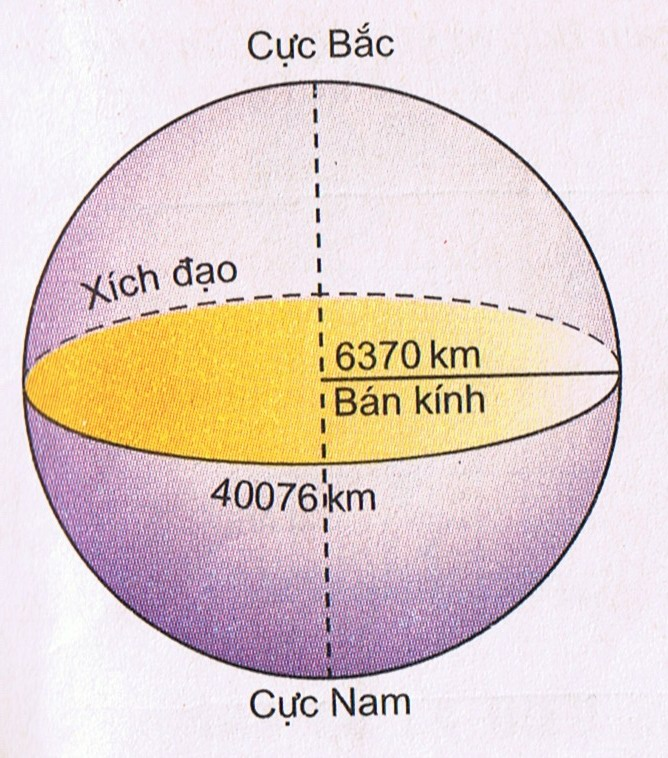 Cực Bắc
Xích đạo
6370 km
Bán kính
40076 km
Cực Nam